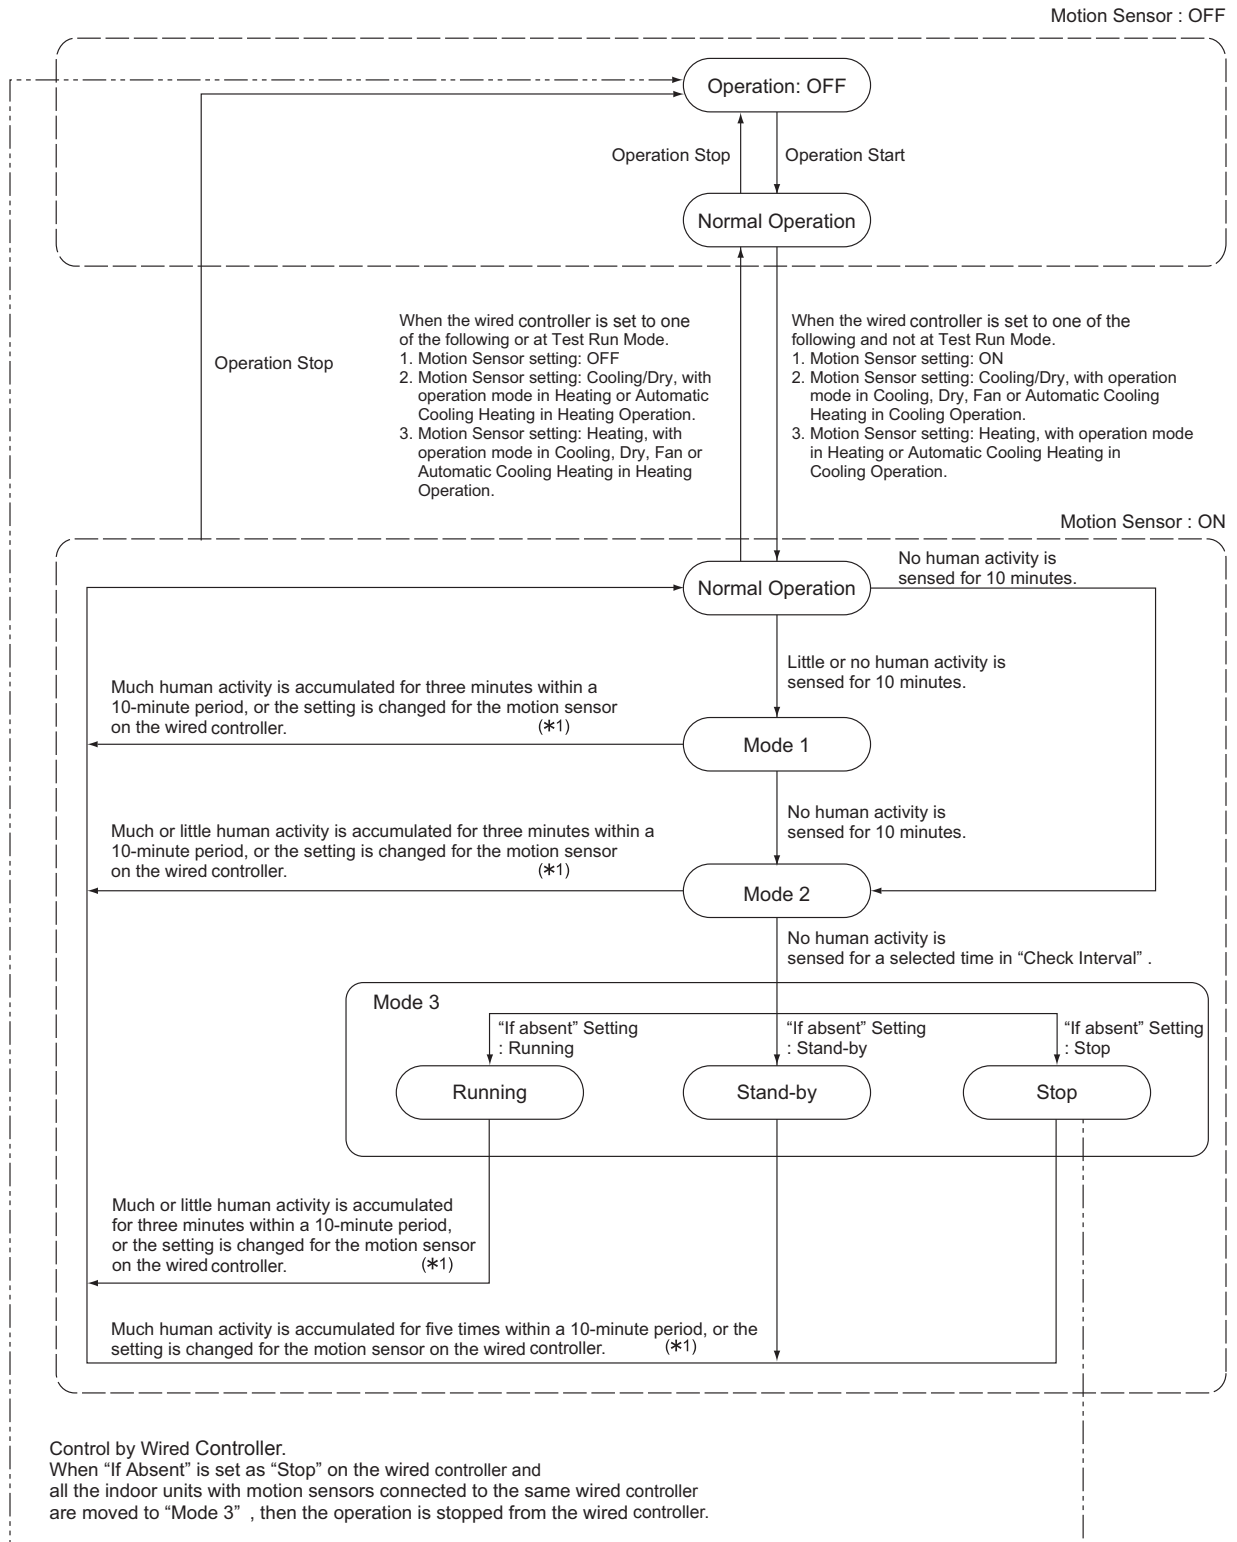 Motion Sensor : OFF
Operation: OFF
Operation Stop
Operation Start
Normal Operation
Operation Stop
When the wired controller is set to one
of the following or at Test Run Mode.
1. Motion Sensor setting: OFF
2. Motion Sensor setting: Cooling/Dry, with
operation mode in Heating or Automatic
Cooling Heating in Heating Operation.
3. Motion Sensor setting: Heating, with
operation mode in Cooling, Dry, Fan or
Automatic Cooling Heating in Heating
Operation.
When the wired controller is set to one of the
following and not at Test Run Mode.
1. Motion Sensor setting: ON
2. Motion Sensor setting: Cooling/Dry, with operation
mode in Cooling, Dry, Fan or Automatic Cooling
Heating in Cooling Operation.
3. Motion Sensor setting: Heating, with operation mode
in Heating or Automatic Cooling Heating in
Cooling Operation.
Motion Sensor : ON
Normal Operation
No human activity is
sensed for 10 minutes.
Little or no human activity is
sensed for 10 minutes.
Much human activity is accumulated for three minutes within a
10-minute period, or the setting is changed for the motion sensor
on the wired controller. (*1)
Mode 1
No human activity is
sensed for 10 minutes.
Much or little human activity is accumulated for three minutes within a
10-minute period, or the setting is changed for the motion sensor
on the wired controller. (*1)
Mode 2
No human activity is
sensed for a selected time in “Check Interval” .
Mode 3
“If absent” Setting
: Running
“If absent” Setting
: Stand-by
“If absent” Setting
: Stop
Running
Stand-by
Stop
Much or little human activity is accumulated
for three minutes within a 10-minute period,
or the setting is changed for the motion sensor
on the wired controller. (*1)
Much human activity is accumulated for five times within a 10-minute period, or the
setting is changed for the motion sensor on the wired controller. (*1)
Control by Wired Controller.
When “If Absent” is set as “Stop” on the wired controller and
all the indoor units with motion sensors connected to the same wired controller
are moved to “Mode 3” , then the operation is stopped from the wired controller.